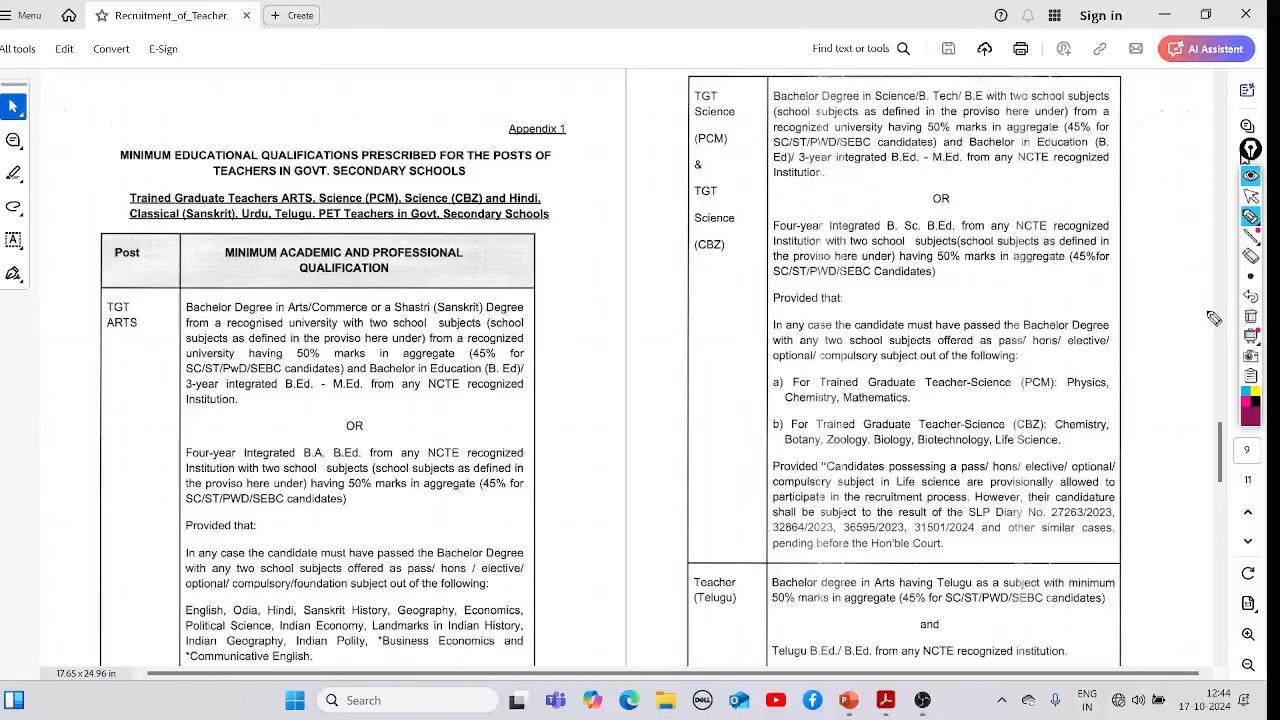 Menu
Recruitment_of_Teacher...
Create
Sign in
All tools
Edit
Convert
E-Sign
Find text or tools
AI Assistant
Appendix 1
MINIMUM EDUCATIONAL QUALIFICATIONS PRESCRIBED FOR THE POSTS OF
TEACHERS IN GOVT. SECONDARY SCHOOLS
Trained Graduate Teachers ARTS, Science (PCM), Science (CBZ) and Hindi,
Classical (Sanskrit), Urdu, Telugu, PET Teachers in Govt. Secondary Schools
Post
MINIMUM ACADEMIC AND PROFESSIONAL
QUALIFICATION
TGT
ARTS
Bachelor Degree in Arts/Commerce or a Shastri (Sanskrit) Degree
from a recognised university with two school subjects (school
subjects as defined in the proviso here under) from a recognized
university having 50% marks in aggregate (45% for
SC/ST/PwD/SEBC candidates) and Bachelor in Education (B. Ed)/
3-year integrated B.Ed. - M.Ed. from any NCTE recognized
Institution.
OR
Four-year Integrated B.A. B.Ed. from any NCTE recognized
Institution with two school subjects (school subjects as defined in
the proviso here under) having 50% marks in aggregate (45% for
SC/ST/PWD/SEBC candidates)
Provided that:
In any case the candidate must have passed the Bachelor Degree
with any two school subjects offered as pass/ hons / elective/
optional/ compulsory/foundation subject out of the following:
English, Odia, Hindi, Sanskrit History, Geography, Economics,
Political Science, Indian Economy, Landmarks in Indian History,
Indian Geography, Indian Polity, *Business Economics and
*Communicative English.
TGT
Science
(PCM)
&
TGT
Science
(CBZ)
Bachelor Degree in Science/B. Tech/ B.E with two school subjects
(school subjects as defined in the proviso here under) from a
recognized university having 50% marks in aggregate (45% for
SC/ST/PWD/SEBC candidates) and Bachelor in Education (B.
Ed)/ 3-year integrated B.Ed. - M.Ed. from any NCTE recognized
Institution.
OR
Four-year Integrated B. Sc. B.Ed. from any NCTE recognized
Institution with two school subjects(school subjects as defined in
the proviso here under) having 50% marks in aggregate (45%for
SC/ST/PWD/SEBC Candidates)
Provided that:
In any case the candidate must have passed the Bachelor Degree
with any two school subjects offered as pass/ hons/ elective/
optional/ compulsory subject out of the following:
a) For Trained Graduate Teacher-Science (PCM): Physics,
Chemistry, Mathematics.
b) For Trained Graduate Teacher-Science (CBZ): Chemistry,
Botany, Zoology, Biology, Biotechnology, Life Science.
Provided "Candidates possessing a pass/ hons/ elective/ optional/
compulsory subject in Life science are provisionally allowed to
participate in the recruitment process. However, their candidature
shall be subject to the result of the SLP Diary No. 27263/2023,
32864/2023, 36595/2023, 31501/2024 and other similar cases.
pending before the Hon'ble Court.
Teacher
(Telugu)
Bachelor degree in Arts having Telugu as a subject with minimum
50% marks in aggregate (45% for SC/ST/PWD/SEBC candidates)
and
Telugu B.Ed./ B.Ed. from any NCTE recognized institution.
9
11
17.65 x 24.96 in
Search
DELL
ENG
IN
12:44
17-10-2024